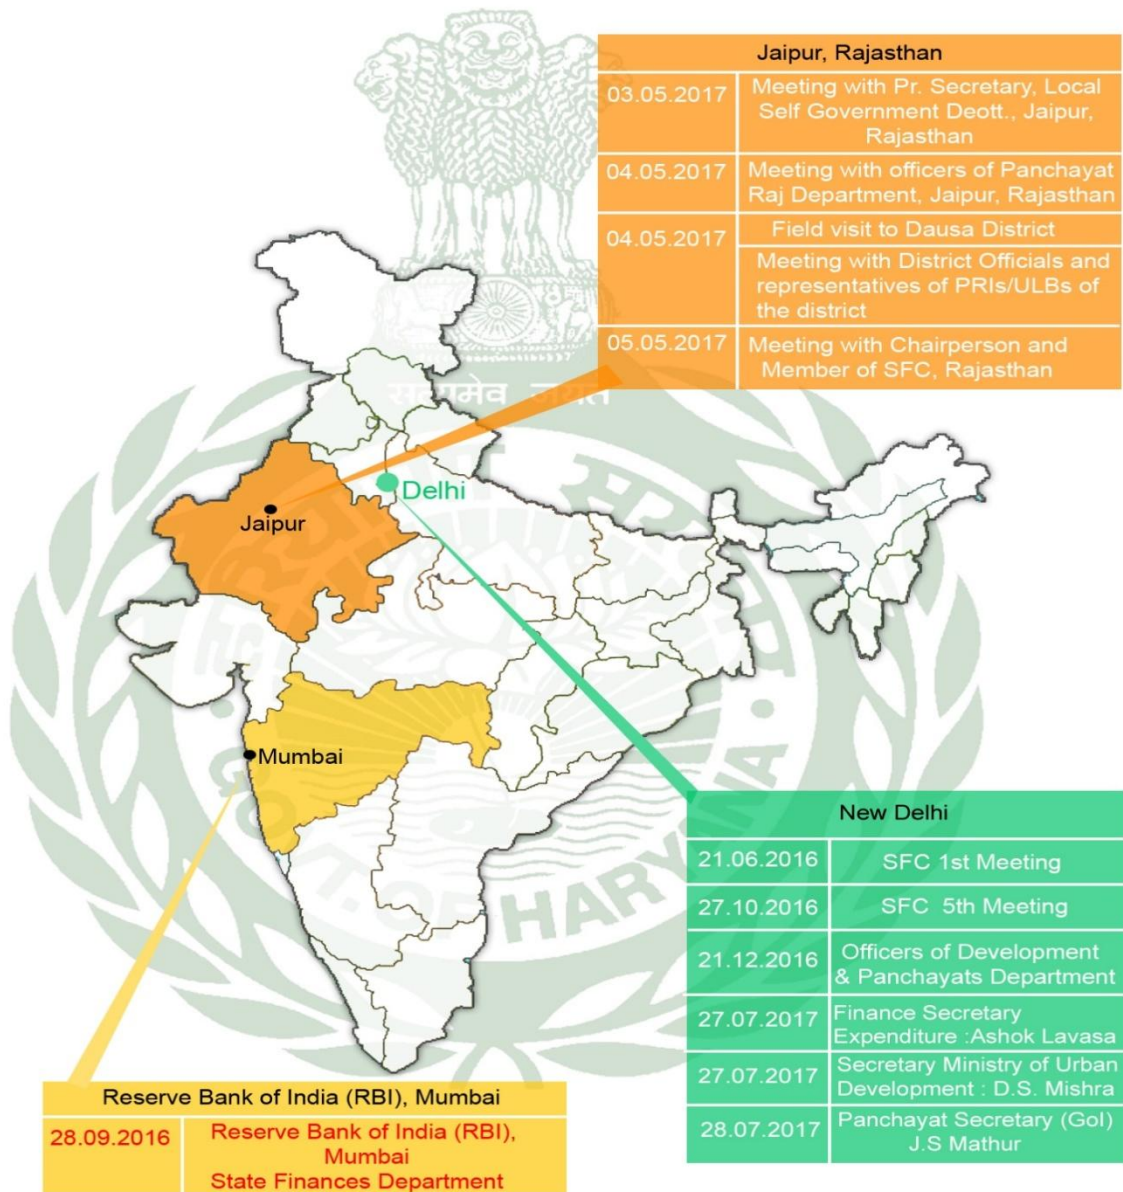 Jaipur, Rajasthan
03.05.2017 Meeting with Pr. Secretary, Local
Self Government Deott., Jaipur,
Rajasthan
04.05.2017 Meeting with officers of Panchayat
Raj Department, Jaipur, Rajasthan
04.05.2017 Field visit to Dausa District
Meeting with District Officials and
representatives of PRIs/ULBs of
the district
05.05.2017 Meeting with Chairperson and
Member of SFC, Rajasthan
सत्यमेव जयते
Delhi
Jaipur
Mumbai
GOVT. OF HARYANA
New Delhi
21.06.2016 SFC 1st Meeting
27.10.2016 SFC 5th Meeting
21.12.2016 Officers of Development
& Panchayats Department
27.07.2017 Finance Secretary
Expenditure :Ashok Lavasa
27.07.2017 Secretary Ministry of Urban
Development : D.S. Mishra
28.07.2017 Panchayat Secretary (GoI)
J.S Mathur
Reserve Bank of India (RBI), Mumbai
28.09.2016 Reserve Bank of India (RBI),
Mumbai
State Finances Department